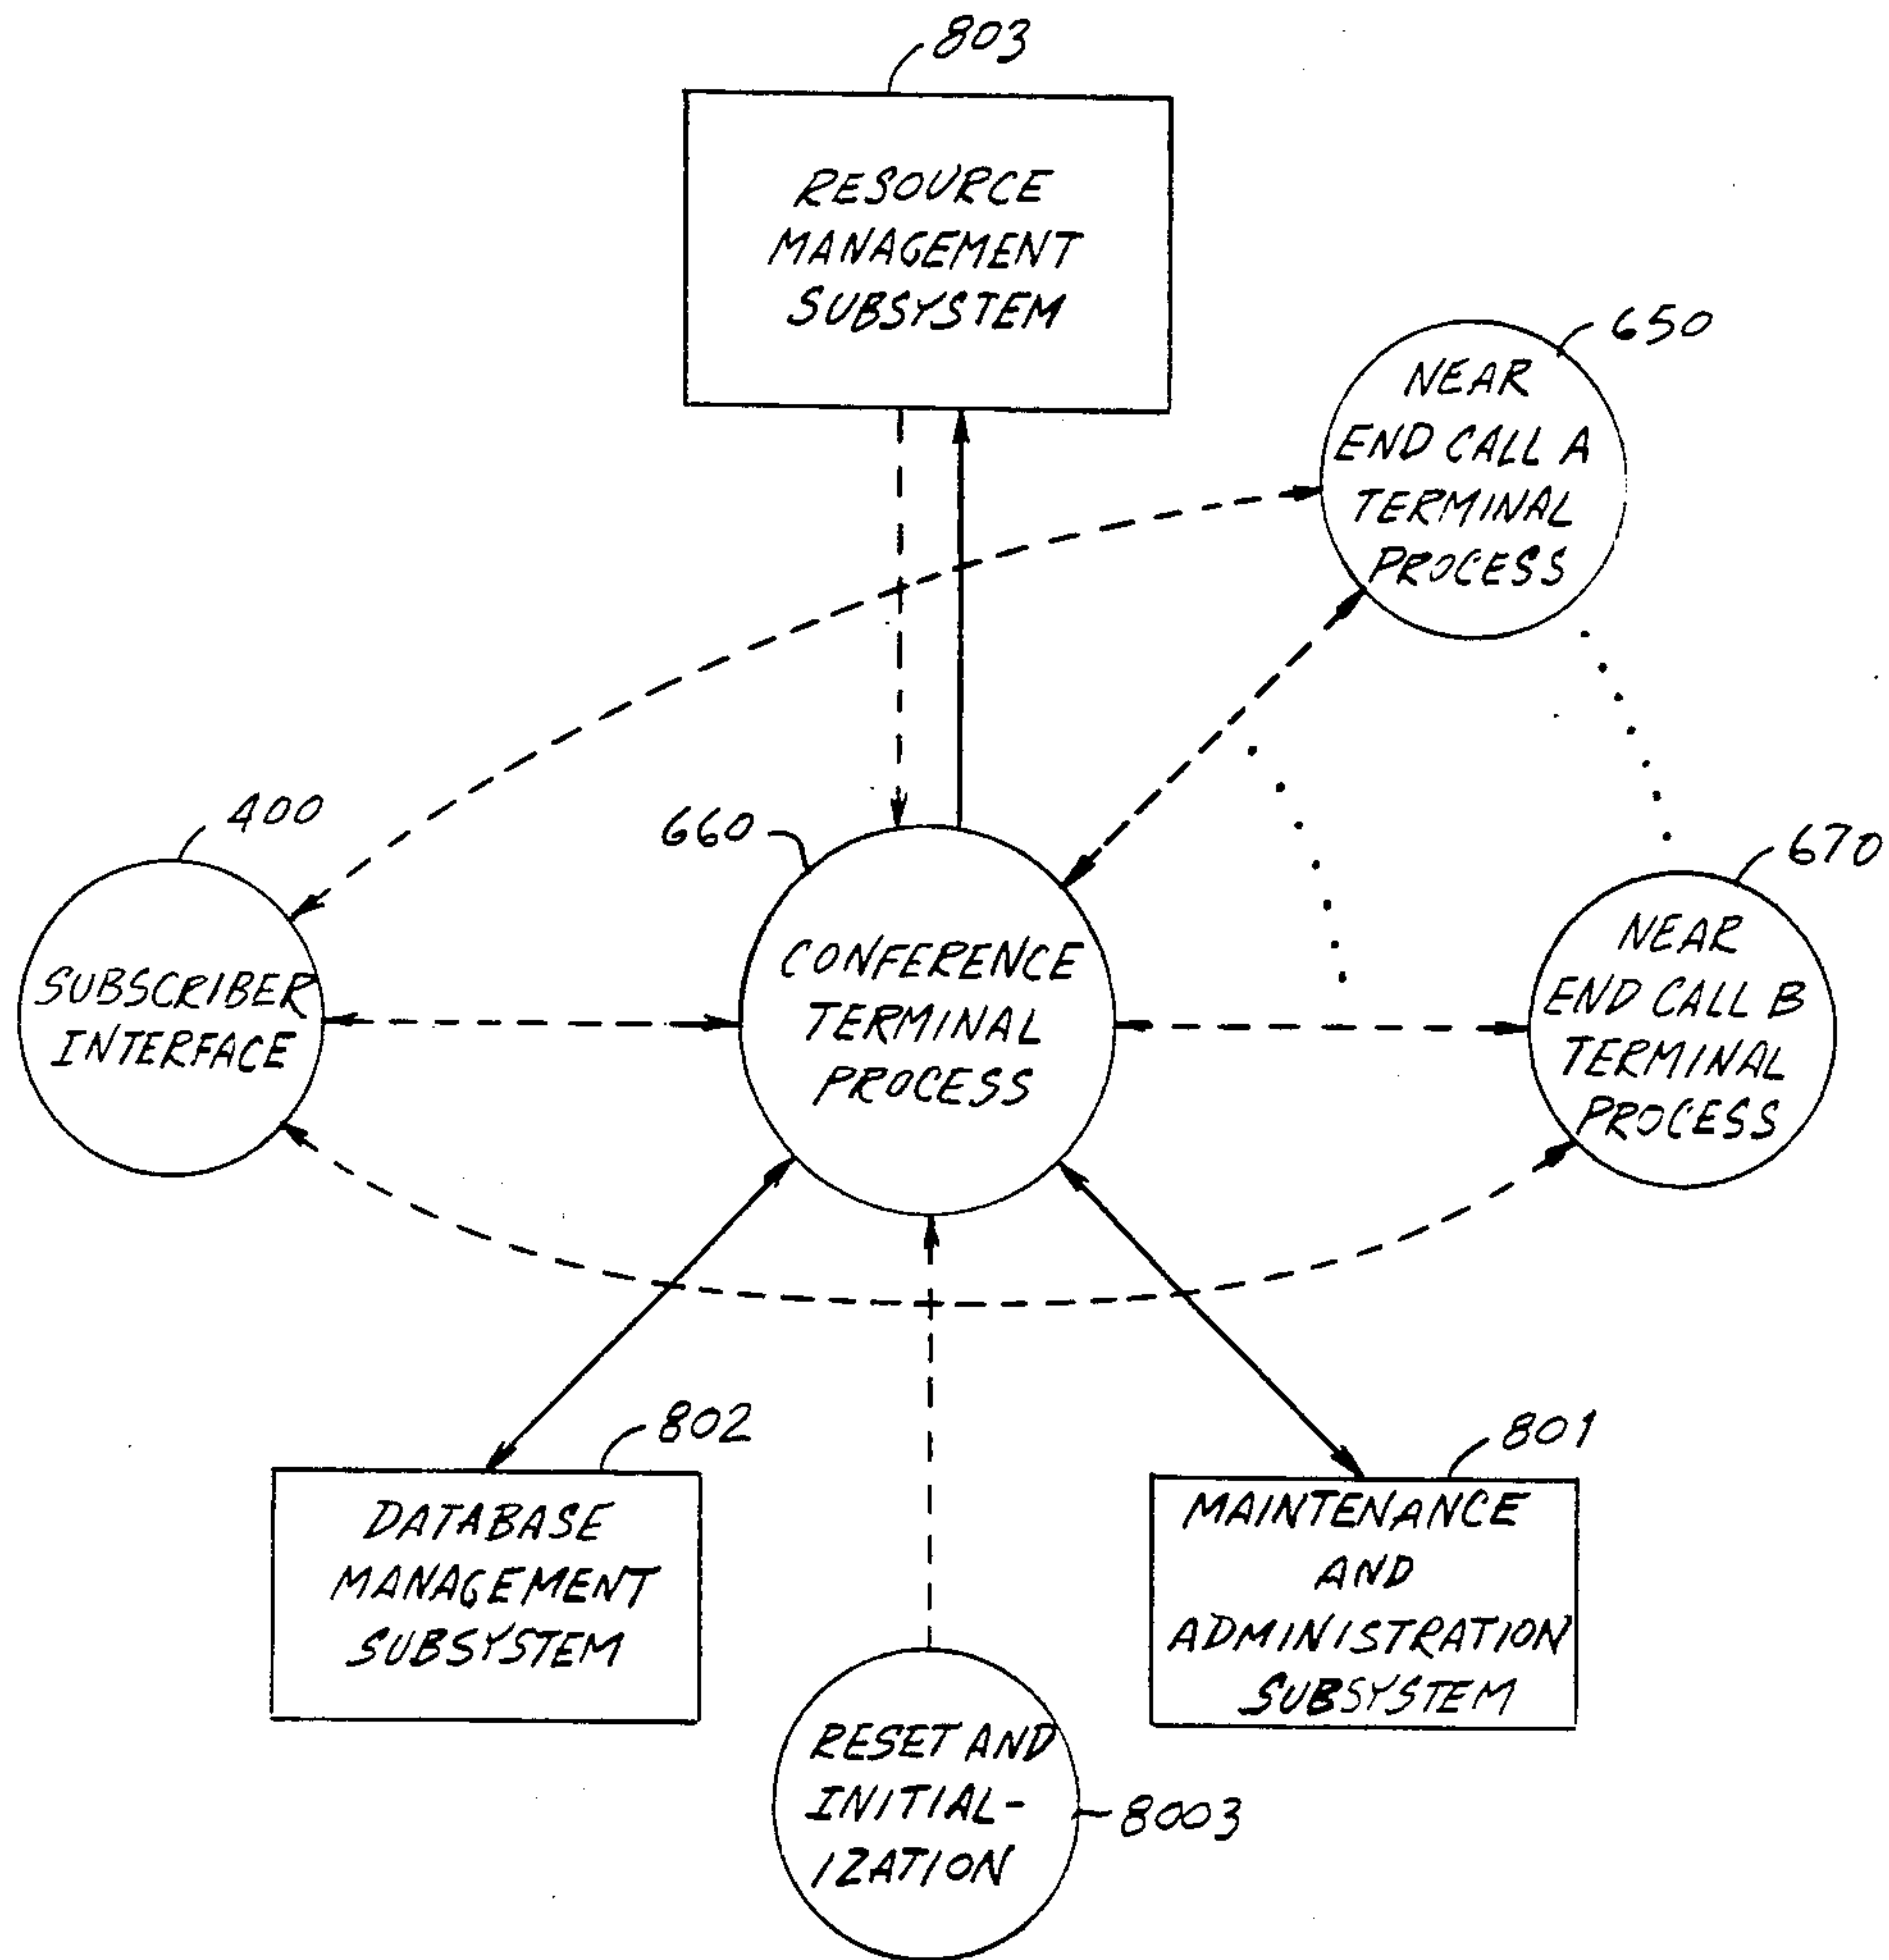 803
RESOURCE
MANAGEMENT
SUBSYSTEM
650
NEAR
END CALL A
TERMINAL
PROCESS
400
SUBSCRIBER
INTERFACE
660
CONFERENCE
TERMINAL
PROCESS
670
NEAR
END CALL B
TERMINAL
PROCESS
802
DATABASE
MANAGEMENT
SUBSYSTEM
801
MAINTENANCE
AND
ADMINISTRATION
SUBSYSTEM
RESET AND
INITIAL-
IZATION
8003